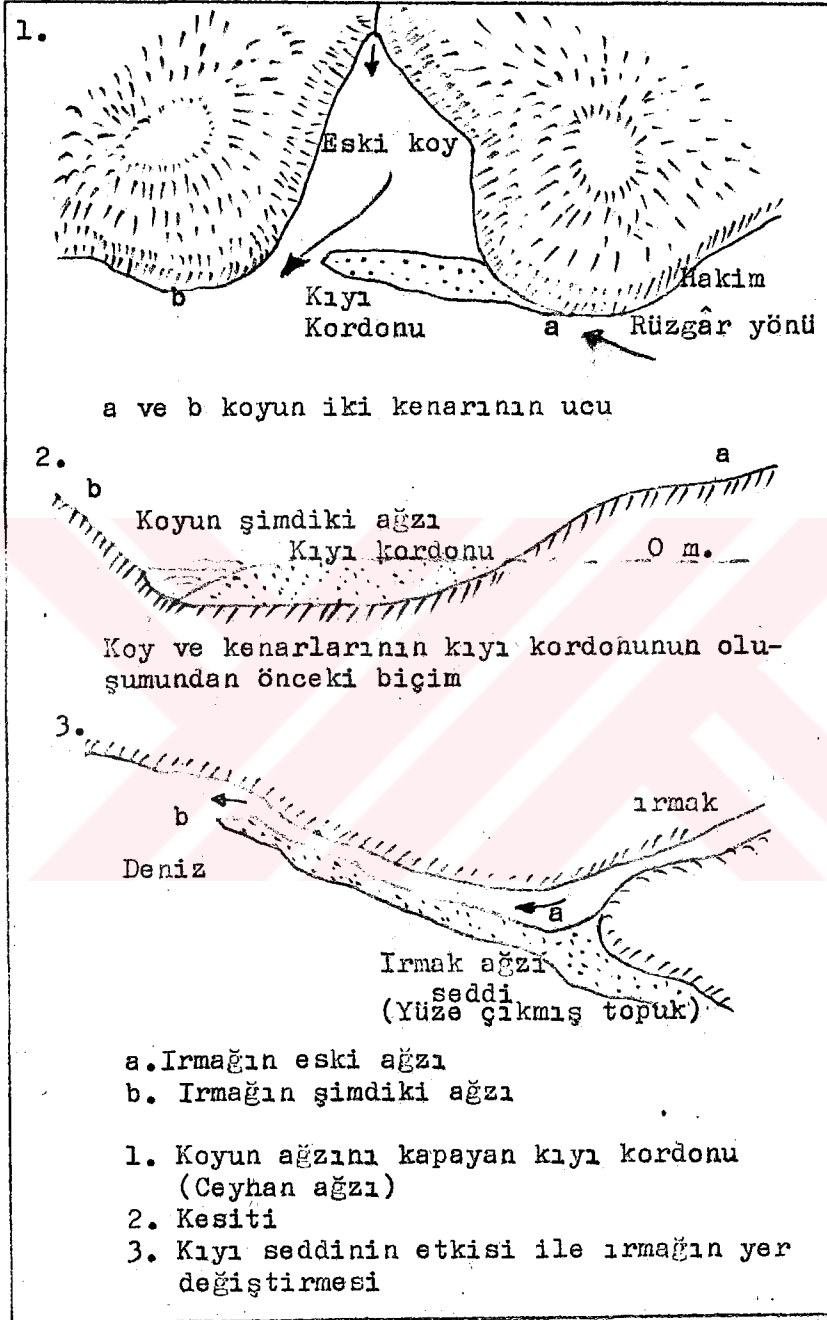 1.
Eski koy
b
Kıyı
Kordonu
a
Hakim
Rüzgâr yönü
a ve b koyun iki kenarının ucu
2.
b
a
Koyun şimdiki ağzı
Kıyı kordonu
0 m.
Koy ve kenarlarının kıyı kordonunun olu-
şumundan önceki biçim
3.
b
ırmak
Deniz
a
Irmak ağzı
seddi
(Yüze çıkmış topuk)
a.Irmağın eski ağzı
b. Irmağın şimdiki ağzı
1. Koyun ağzını kapayan kıyı kordonu
(Ceyhan ağzı)
2. Kesiti
3. Kıyı seddinin etkisi ile ırmağın yer
değiştirmesi